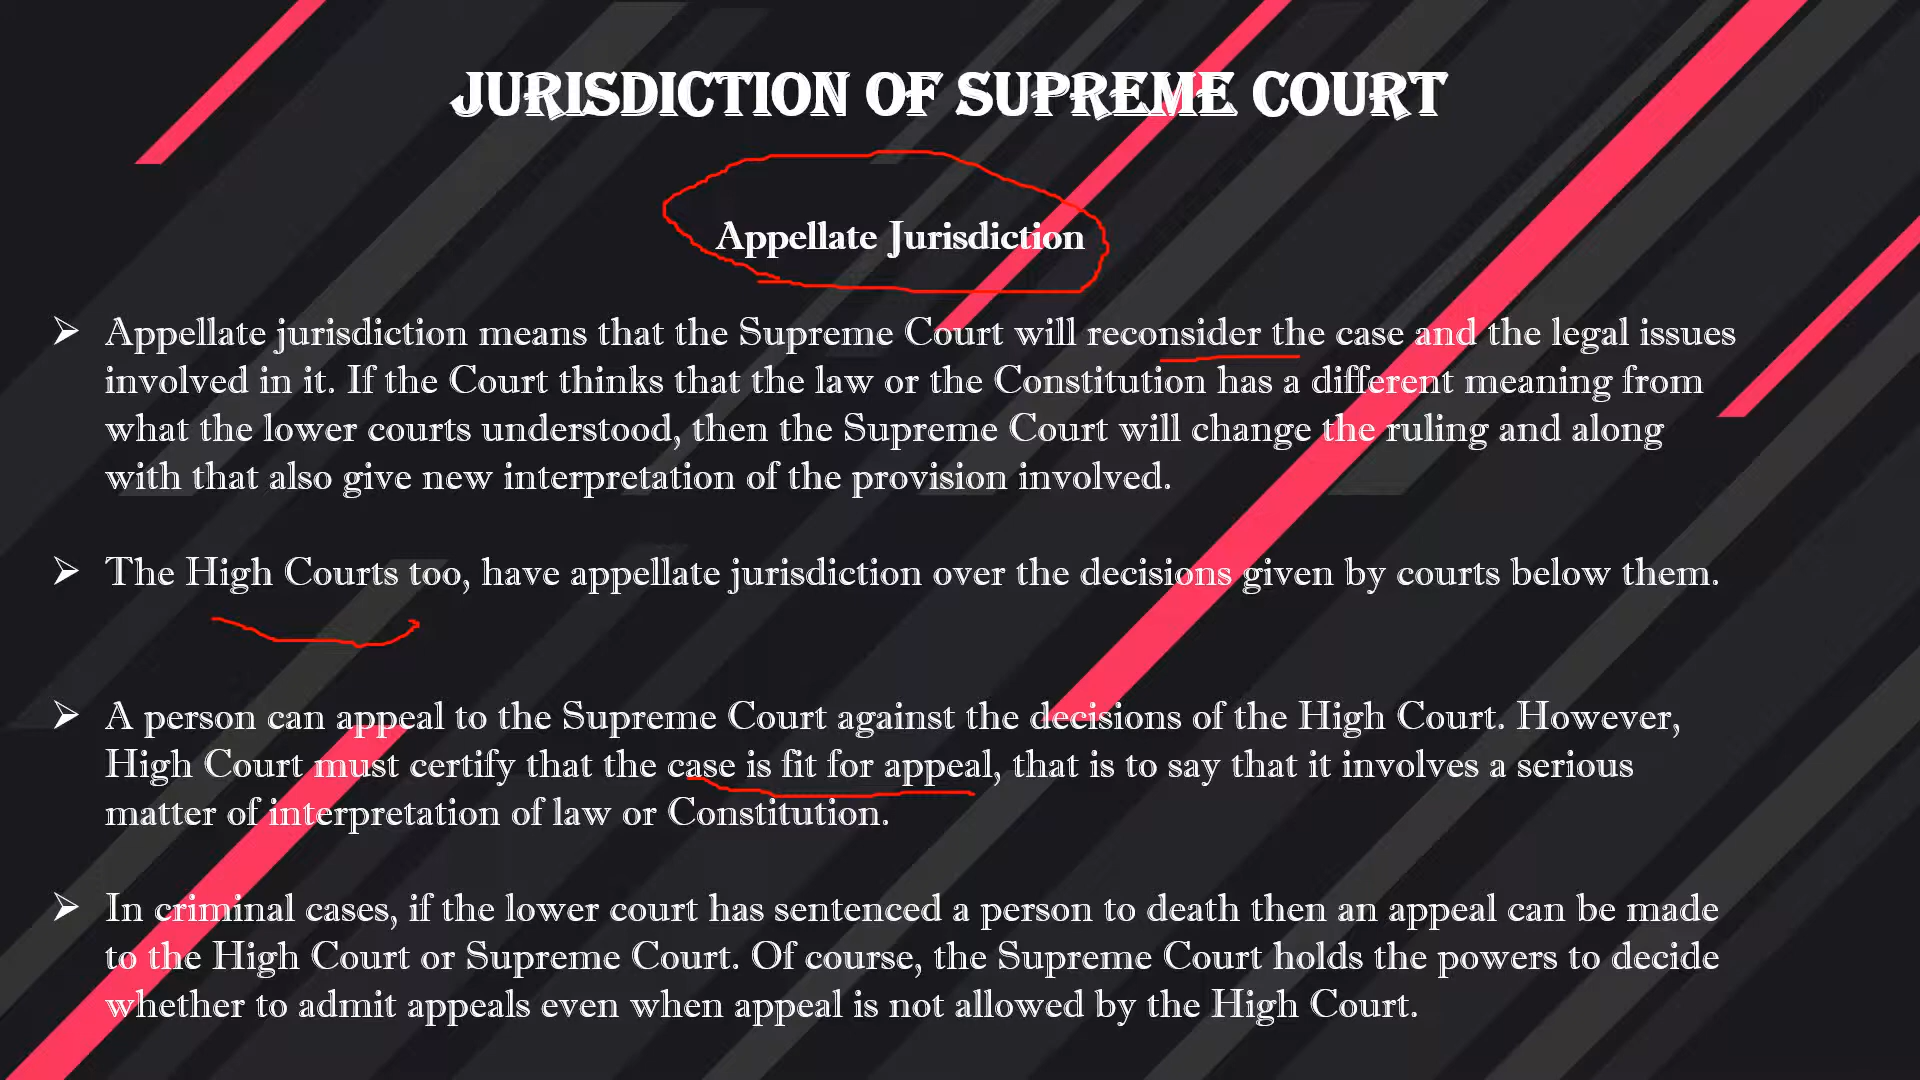 JURISDICTION OF SUPREME COURT
Appellate Jurisdiction
➢ Appellate jurisdiction means that the Supreme Court will reconsider the case and the legal issues
involved in it. If the Court thinks that the law or the Constitution has a different meaning from
what the lower courts understood, then the Supreme Court will change the ruling and along
with that also give new interpretation of the provision involved.
➢ The High Courts too, have appellate jurisdiction over the decisions given by courts below them.
➢ A person can appeal to the Supreme Court against the decisions of the High Court. However,
High Court must certify that the case is fit for appeal, that is to say that it involves a serious
matter of interpretation of law or Constitution.
➢ In criminal cases, if the lower court has sentenced a person to death then an appeal can be made
to the High Court or Supreme Court. Of course, the Supreme Court holds the powers to decide
whether to admit appeals even when appeal is not allowed by the High Court.